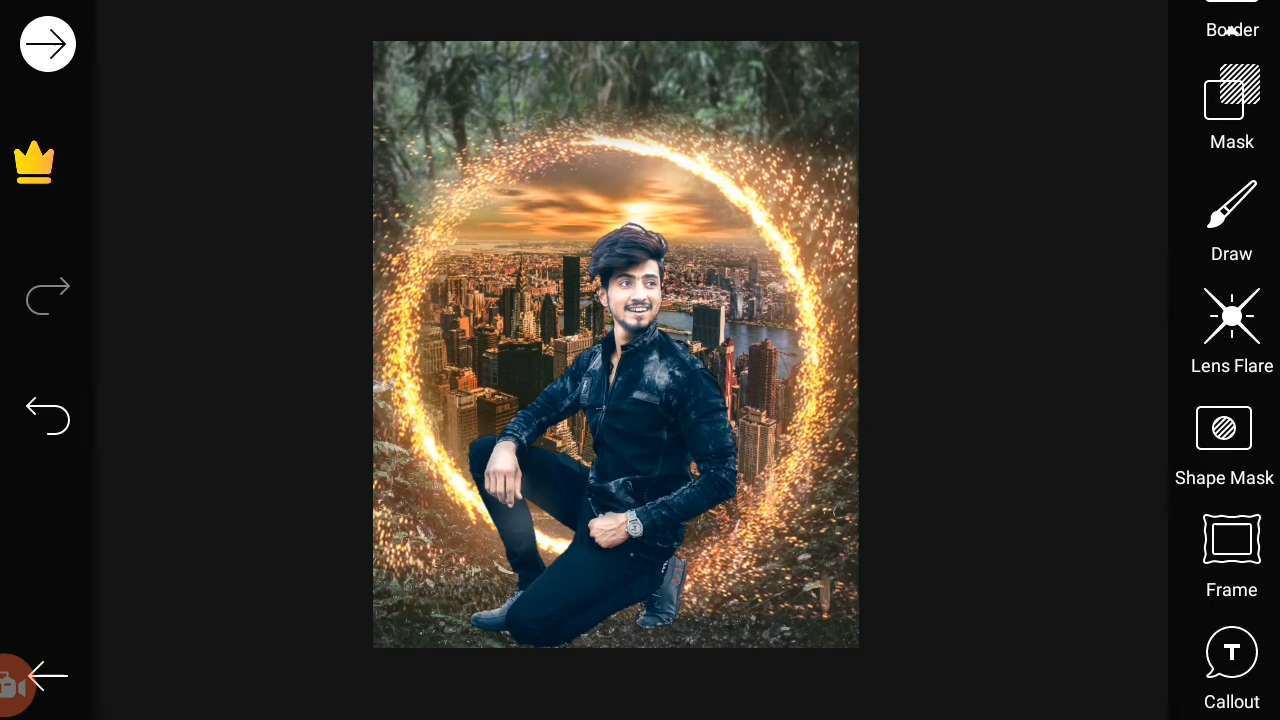 Border
Mask
Draw
Lens Flare
Shape Mask
Frame
T
Callout